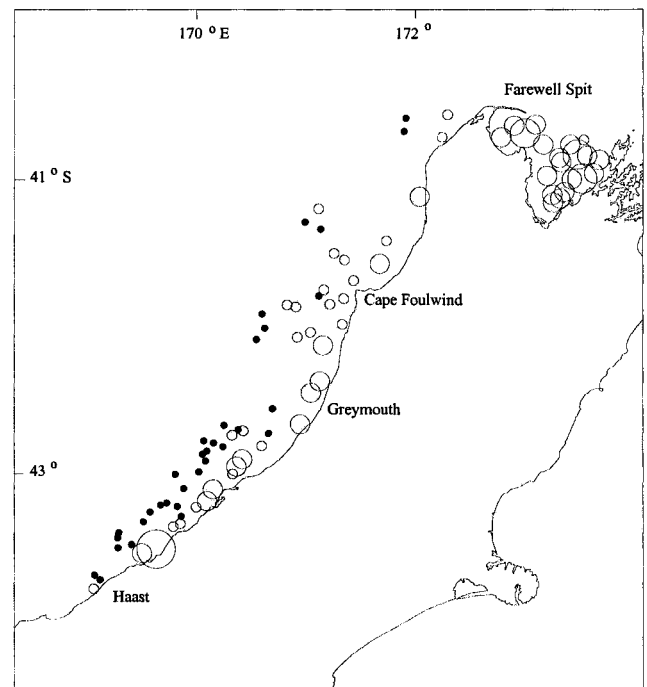 170 ° E
172 °
Farewell Spit
41 ° S
Cape Foulwind
Greymouth
43 °
Haast